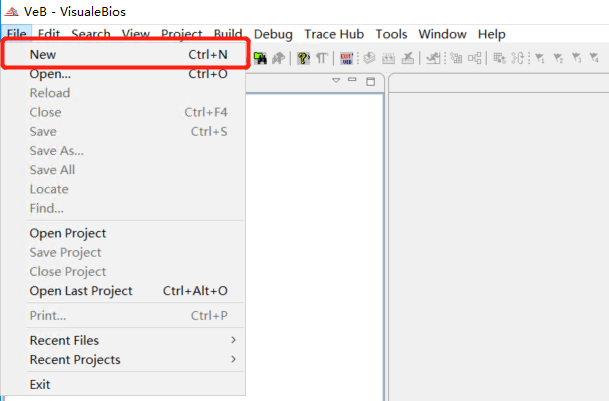 VeB - VisualeBios
File Edit Search View Project Build Debug Trace Hub Tools Window Help
New Ctrl+N
Open... Ctrl+O
Reload
Close Ctrl+F4
Save Ctrl+S
Save As...
Save All
Locate
Find...
Open Project
Save Project
Close Project
Open Last Project Ctrl+Alt+O
Print... Ctrl+P
Recent Files
Recent Projects
Exit